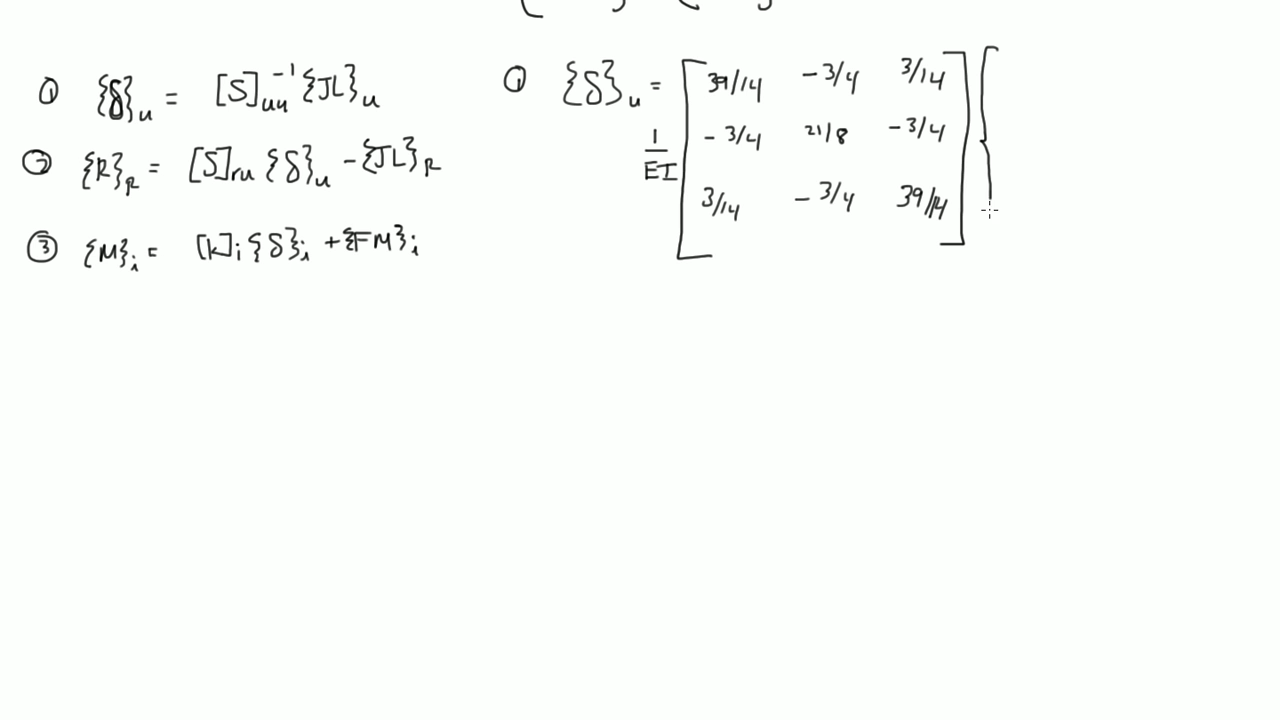 ① {δ}u = [S]uu⁻¹ {JL}u
② {R}R = [S]ru {δ}u - {JL}R
③ {M}i = [k]i {δ}i + {FM}i
① {δ}u = 1/EI [ 39/14 - 3/4 3/14
- 3/4 21/8 - 3/4
3/14 - 3/4 39/14 ] {